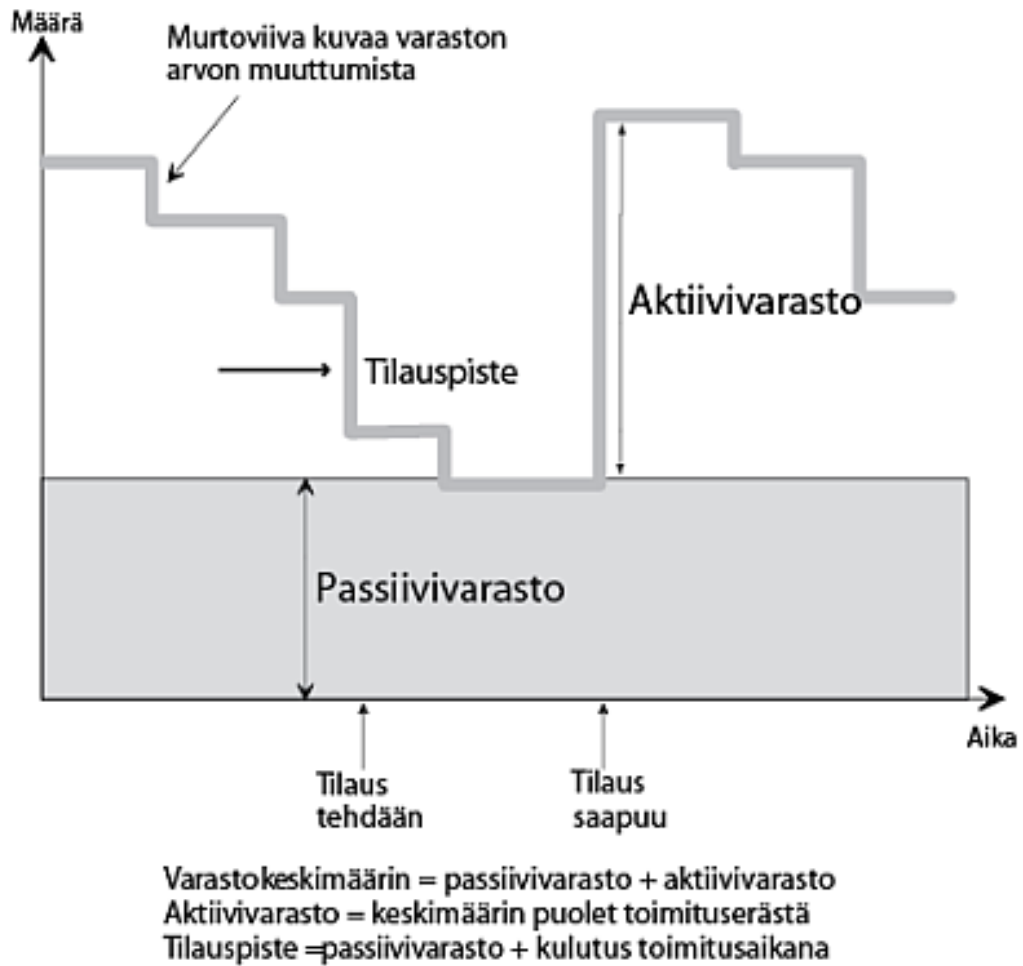 Määrä
Murtoviiva kuvaa varaston
arvon muuttumista
Aktiivivarasto
Tilauspiste
Passiivivarasto
Aika
Tilaus
tehdään
Tilaus
saapuu
Varastokeskimäärin = passiivivarasto + aktiivivarasto
Aktiivivarasto = keskimäärin puolet toimituserästä
Tilauspiste =passiivivarasto + kulutus toimitusaikana